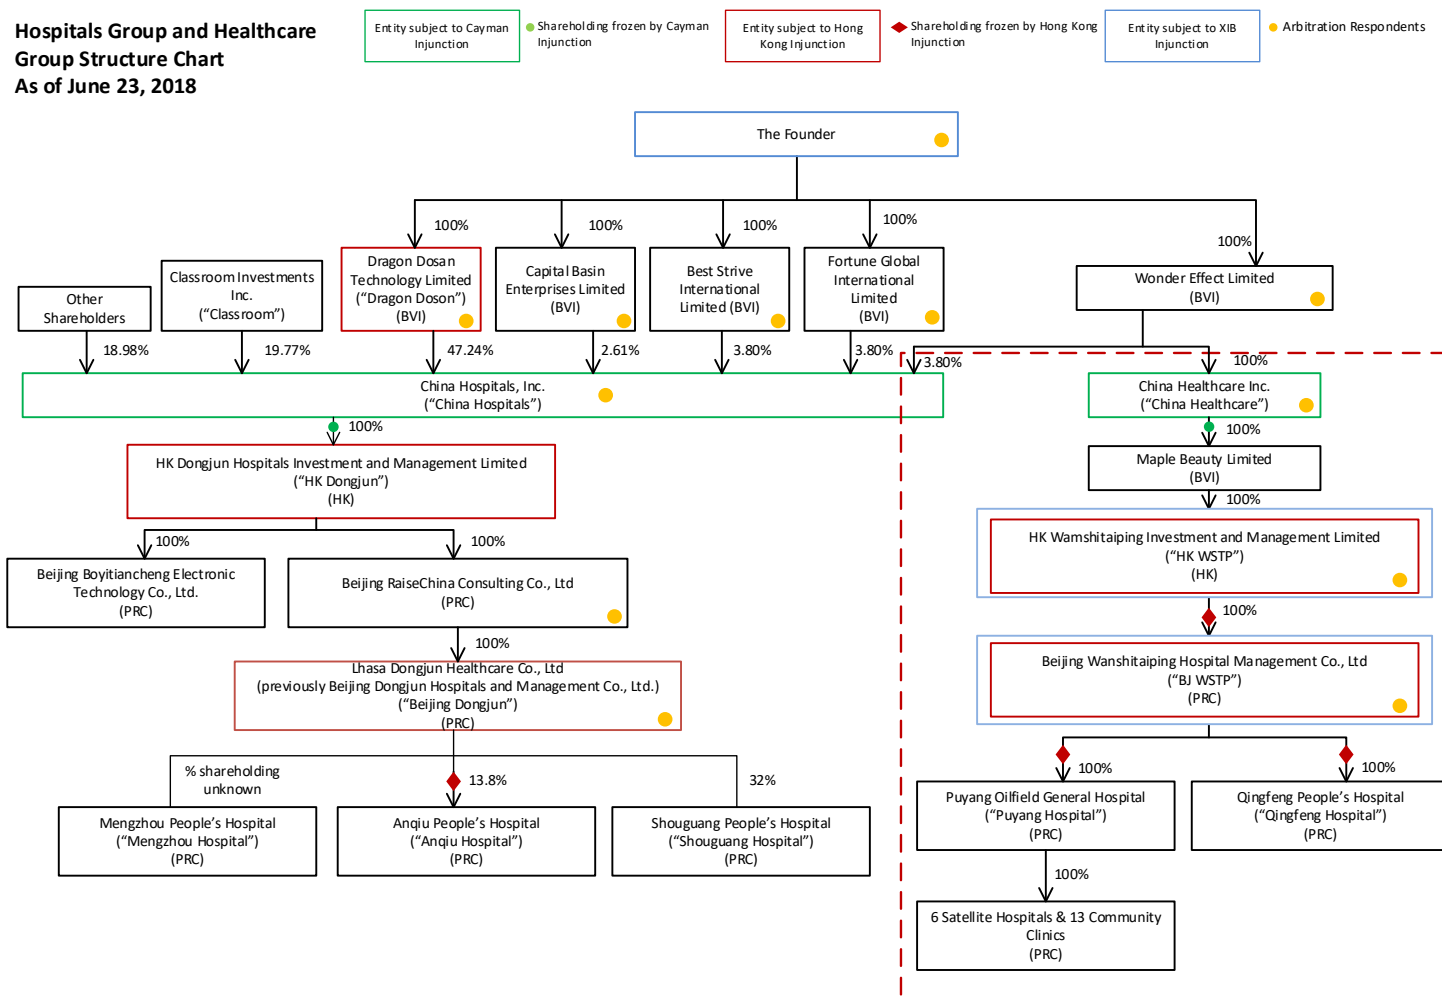 Hospitals Group and Healthcare
Group Structure Chart
As of June 23, 2018
Entity subject to Cayman
Injunction
Shareholding frozen by Cayman
Injunction
Entity subject to Hong
Kong Injunction
Shareholding frozen by Hong Kong
Injunction
Entity subject to XIB
Injunction
Arbitration Respondents
The Founder
100%
100%
100%
100%
100%
Other
Shareholders
Classroom Investments
Inc.
(“Classroom”)
Dragon Dosan
Technology Limited
(“Dragon Doson”)
(BVI)
Capital Basin
Enterprises Limited
(BVI)
Best Strive
International
Limited (BVI)
Fortune Global
International
Limited
(BVI)
Wonder Effect Limited
(BVI)
18.98%
19.77%
47.24%
2.61%
3.80%
3.80%
3.80%
100%
China Hospitals, Inc.
(“China Hospitals”)
China Healthcare Inc.
(“China Healthcare”)
100%
100%
HK Dongjun Hospitals Investment and Management Limited
(“HK Dongjun”)
(HK)
Maple Beauty Limited
(BVI)
100%
HK Wamshitaiping Investment and Management Limited
(“HK WSTP”)
(HK)
100%
100%
Beijing Boyitiancheng Electronic
Technology Co., Ltd.
(PRC)
Beijing RaiseChina Consulting Co., Ltd
(PRC)
100%
100%
Lhasa Dongjun Healthcare Co., Ltd
(previously Beijing Dongjun Hospitals and Management Co., Ltd.)
(“Beijing Dongjun”)
(PRC)
Beijing Wanshitaiping Hospital Management Co., Ltd
(“BJ WSTP”)
(PRC)
% shareholding
unknown
13.8%
32%
100%
100%
Mengzhou People’s Hospital
(“Mengzhou Hospital”)
(PRC)
Anqiu People’s Hospital
(“Anqiu Hospital”)
(PRC)
Shouguang People’s Hospital
(“Shouguang Hospital”)
(PRC)
Puyang Oilfield General Hospital
(“Puyang Hospital”)
(PRC)
Qingfeng People’s Hospital
(“Qingfeng Hospital”)
(PRC)
100%
6 Satellite Hospitals & 13 Community
Clinics
(PRC)